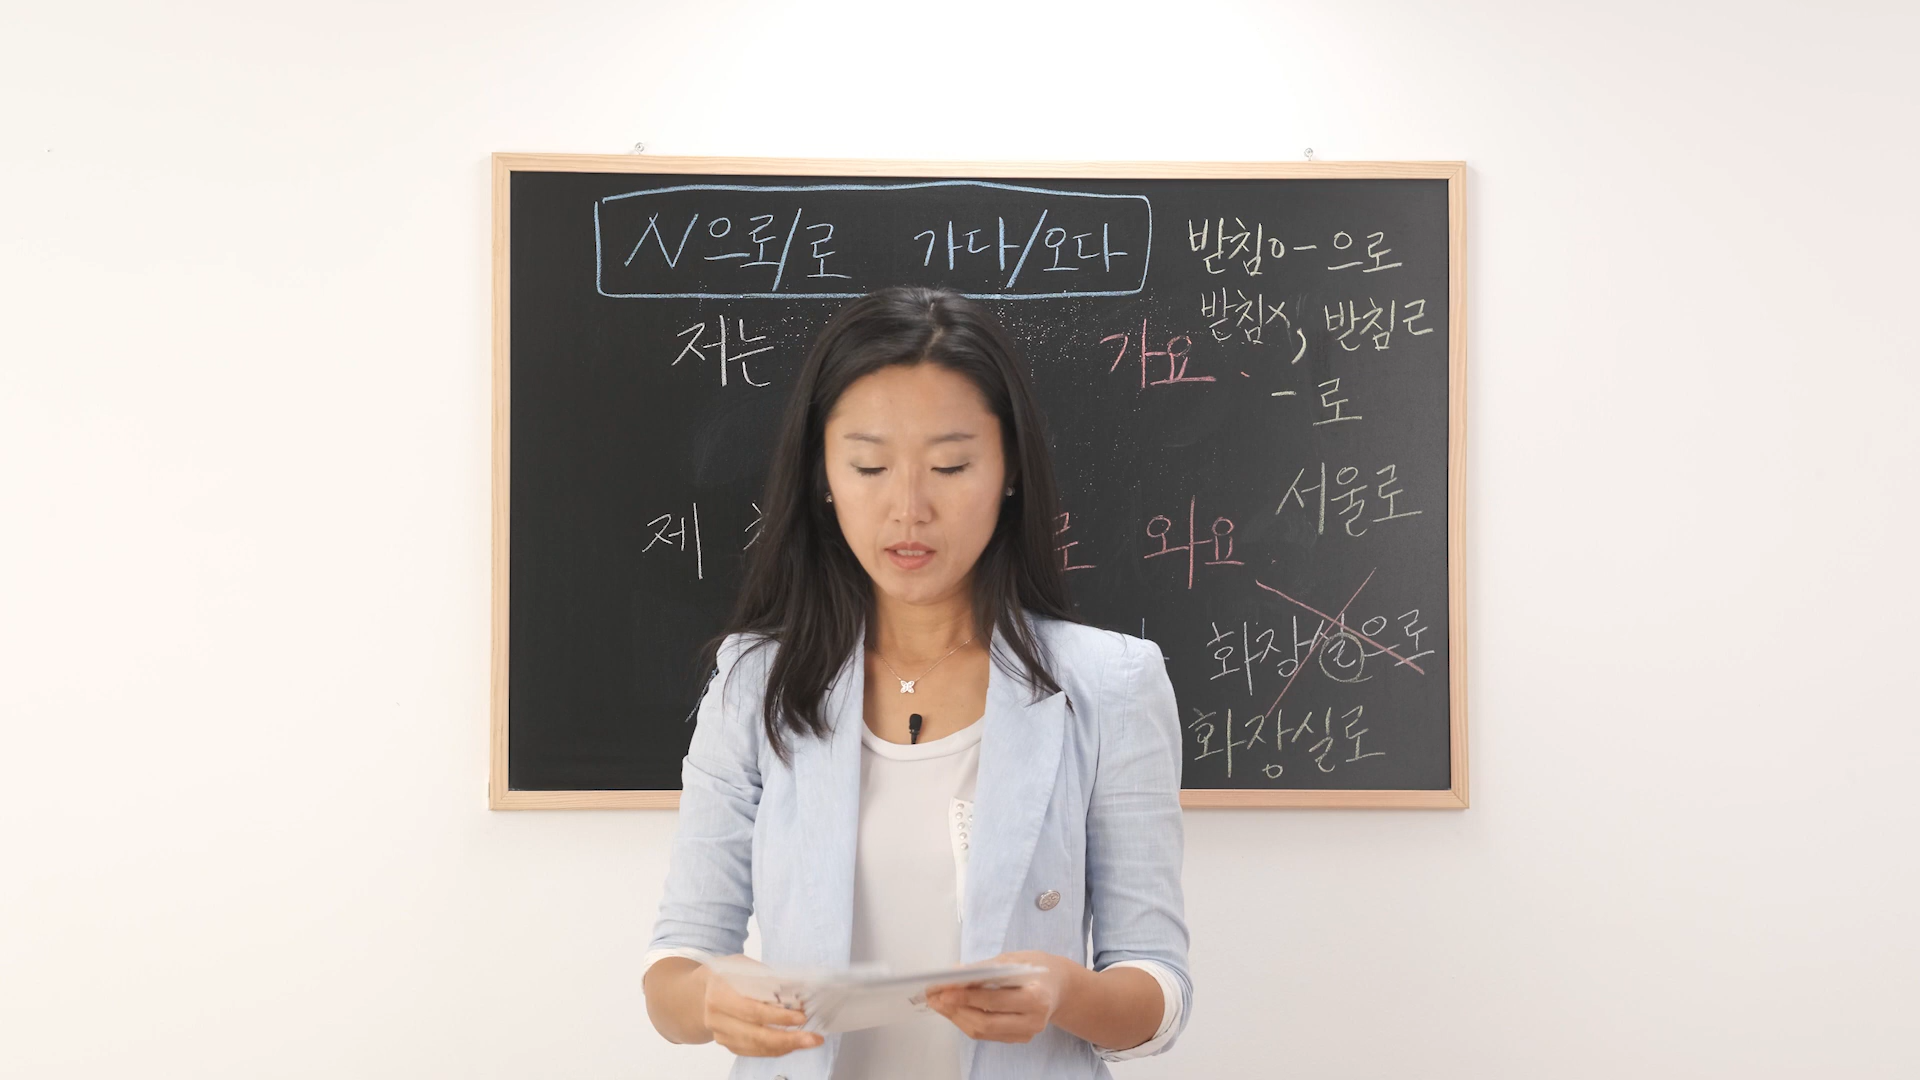 N으로/로 가다/오다
받침o - 으로
받침x, 받침ㄹ
- 로
저는 가요.
서울로
제 로 와요.
화장실으로
화장실로